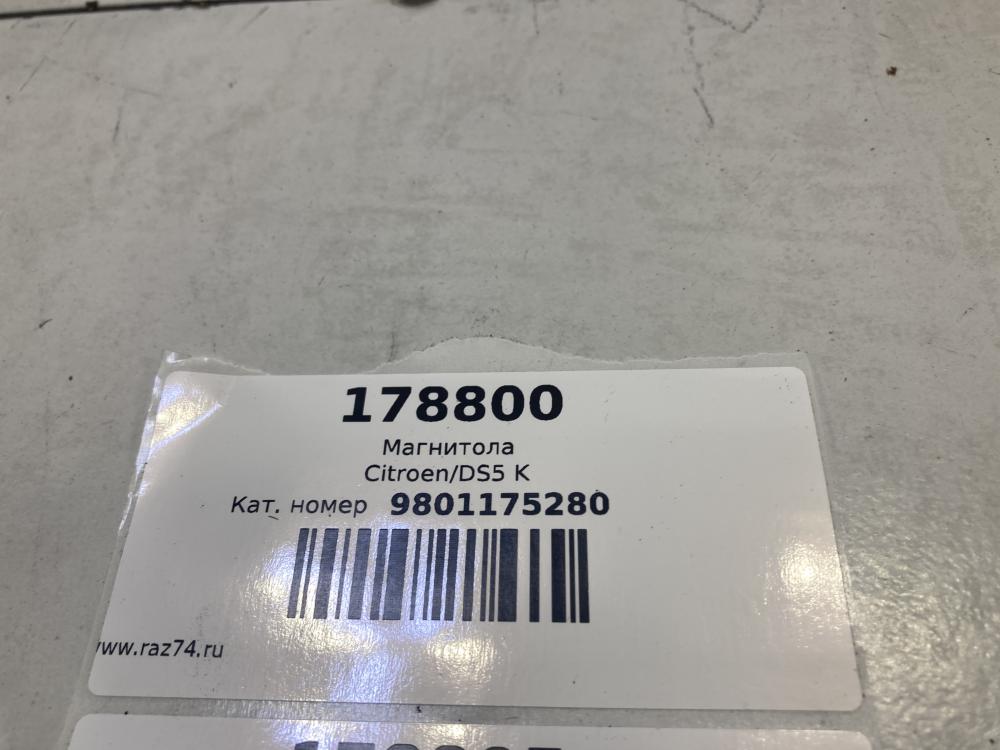 178800
Магнитола
Citroen/DS5 K
Кат. номер 9801175280
www.raz74.ru